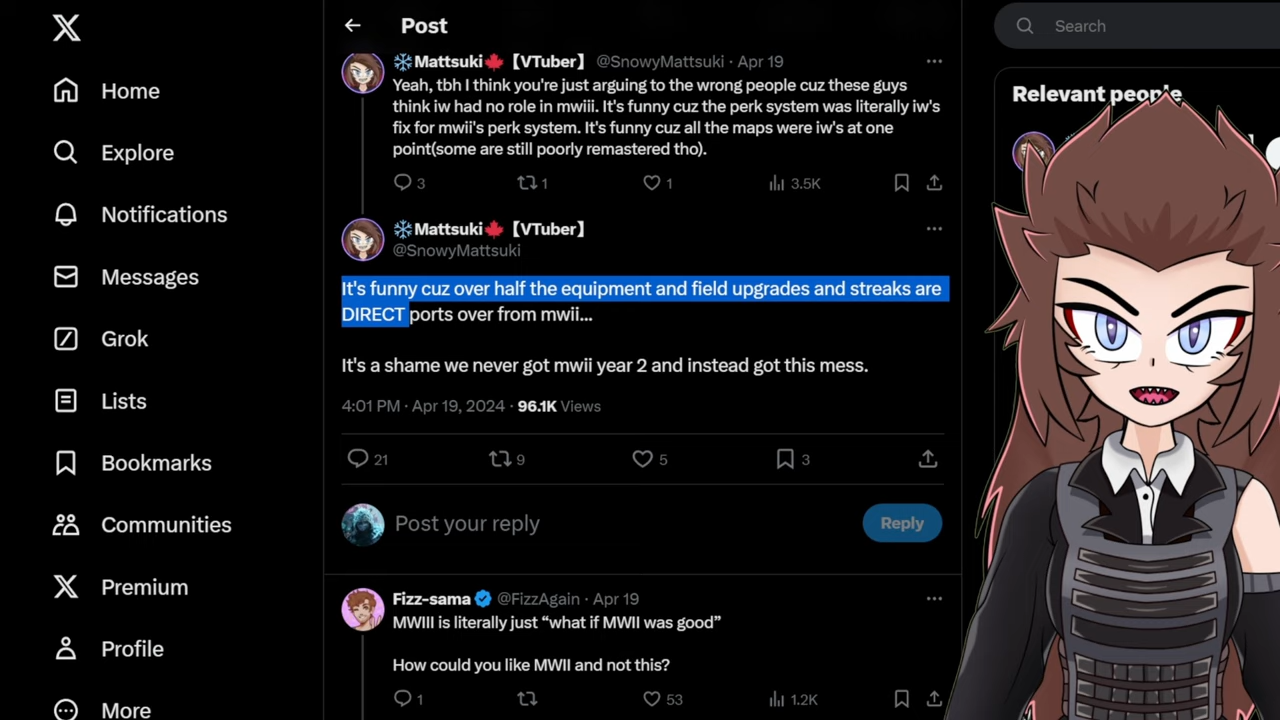 Home
Explore
Notifications
Messages
Grok
Lists
Bookmarks
Communities
Premium
Profile
More
Post
❄️Mattsuki🍁【VTuber】 @SnowyMattsuki · Apr 19
Yeah, tbh I think you're just arguing to the wrong people cuz these guys
think iw had no role in mwiii. It's funny cuz the perk system was literally iw's
fix for mwii's perk system. It's funny cuz all the maps were iw's at one
point(some are still poorly remastered tho).
3 1 1 3.5K
❄️Mattsuki🍁【VTuber】
@SnowyMattsuki
It's funny cuz over half the equipment and field upgrades and streaks are
DIRECT ports over from mwii...
It's a shame we never got mwii year 2 and instead got this mess.
4:01 PM · Apr 19, 2024 · 96.1K Views
21 9 5 3
Post your reply
Reply
Fizz-sama @FizzAgain · Apr 19
MWIII is literally just “what if MWII was good”
How could you like MWII and not this?
1 53 1.2K
Search
Relevant people